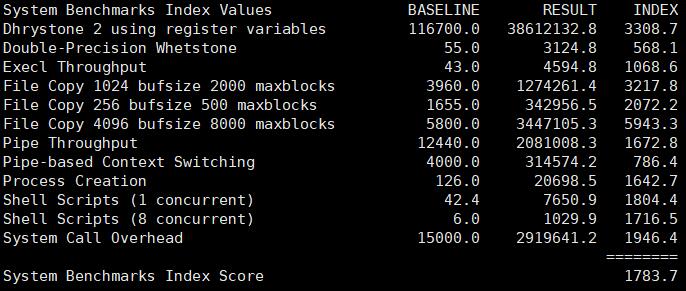 System Benchmarks Index Values BASELINE RESULT INDEX
Dhrystone 2 using register variables 116700.0 38612132.8 3308.7
Double-Precision Whetstone 55.0 3124.8 568.1
Execl Throughput 43.0 4594.8 1068.6
File Copy 1024 bufsize 2000 maxblocks 3960.0 1274261.4 3217.8
File Copy 256 bufsize 500 maxblocks 1655.0 342956.5 2072.2
File Copy 4096 bufsize 8000 maxblocks 5800.0 3447105.3 5943.3
Pipe Throughput 12440.0 2081008.3 1672.8
Pipe-based Context Switching 4000.0 314574.2 786.4
Process Creation 126.0 20698.5 1642.7
Shell Scripts (1 concurrent) 42.4 7650.9 1804.4
Shell Scripts (8 concurrent) 6.0 1029.9 1716.5
System Call Overhead 15000.0 2919641.2 1946.4
========
System Benchmarks Index Score 1783.7